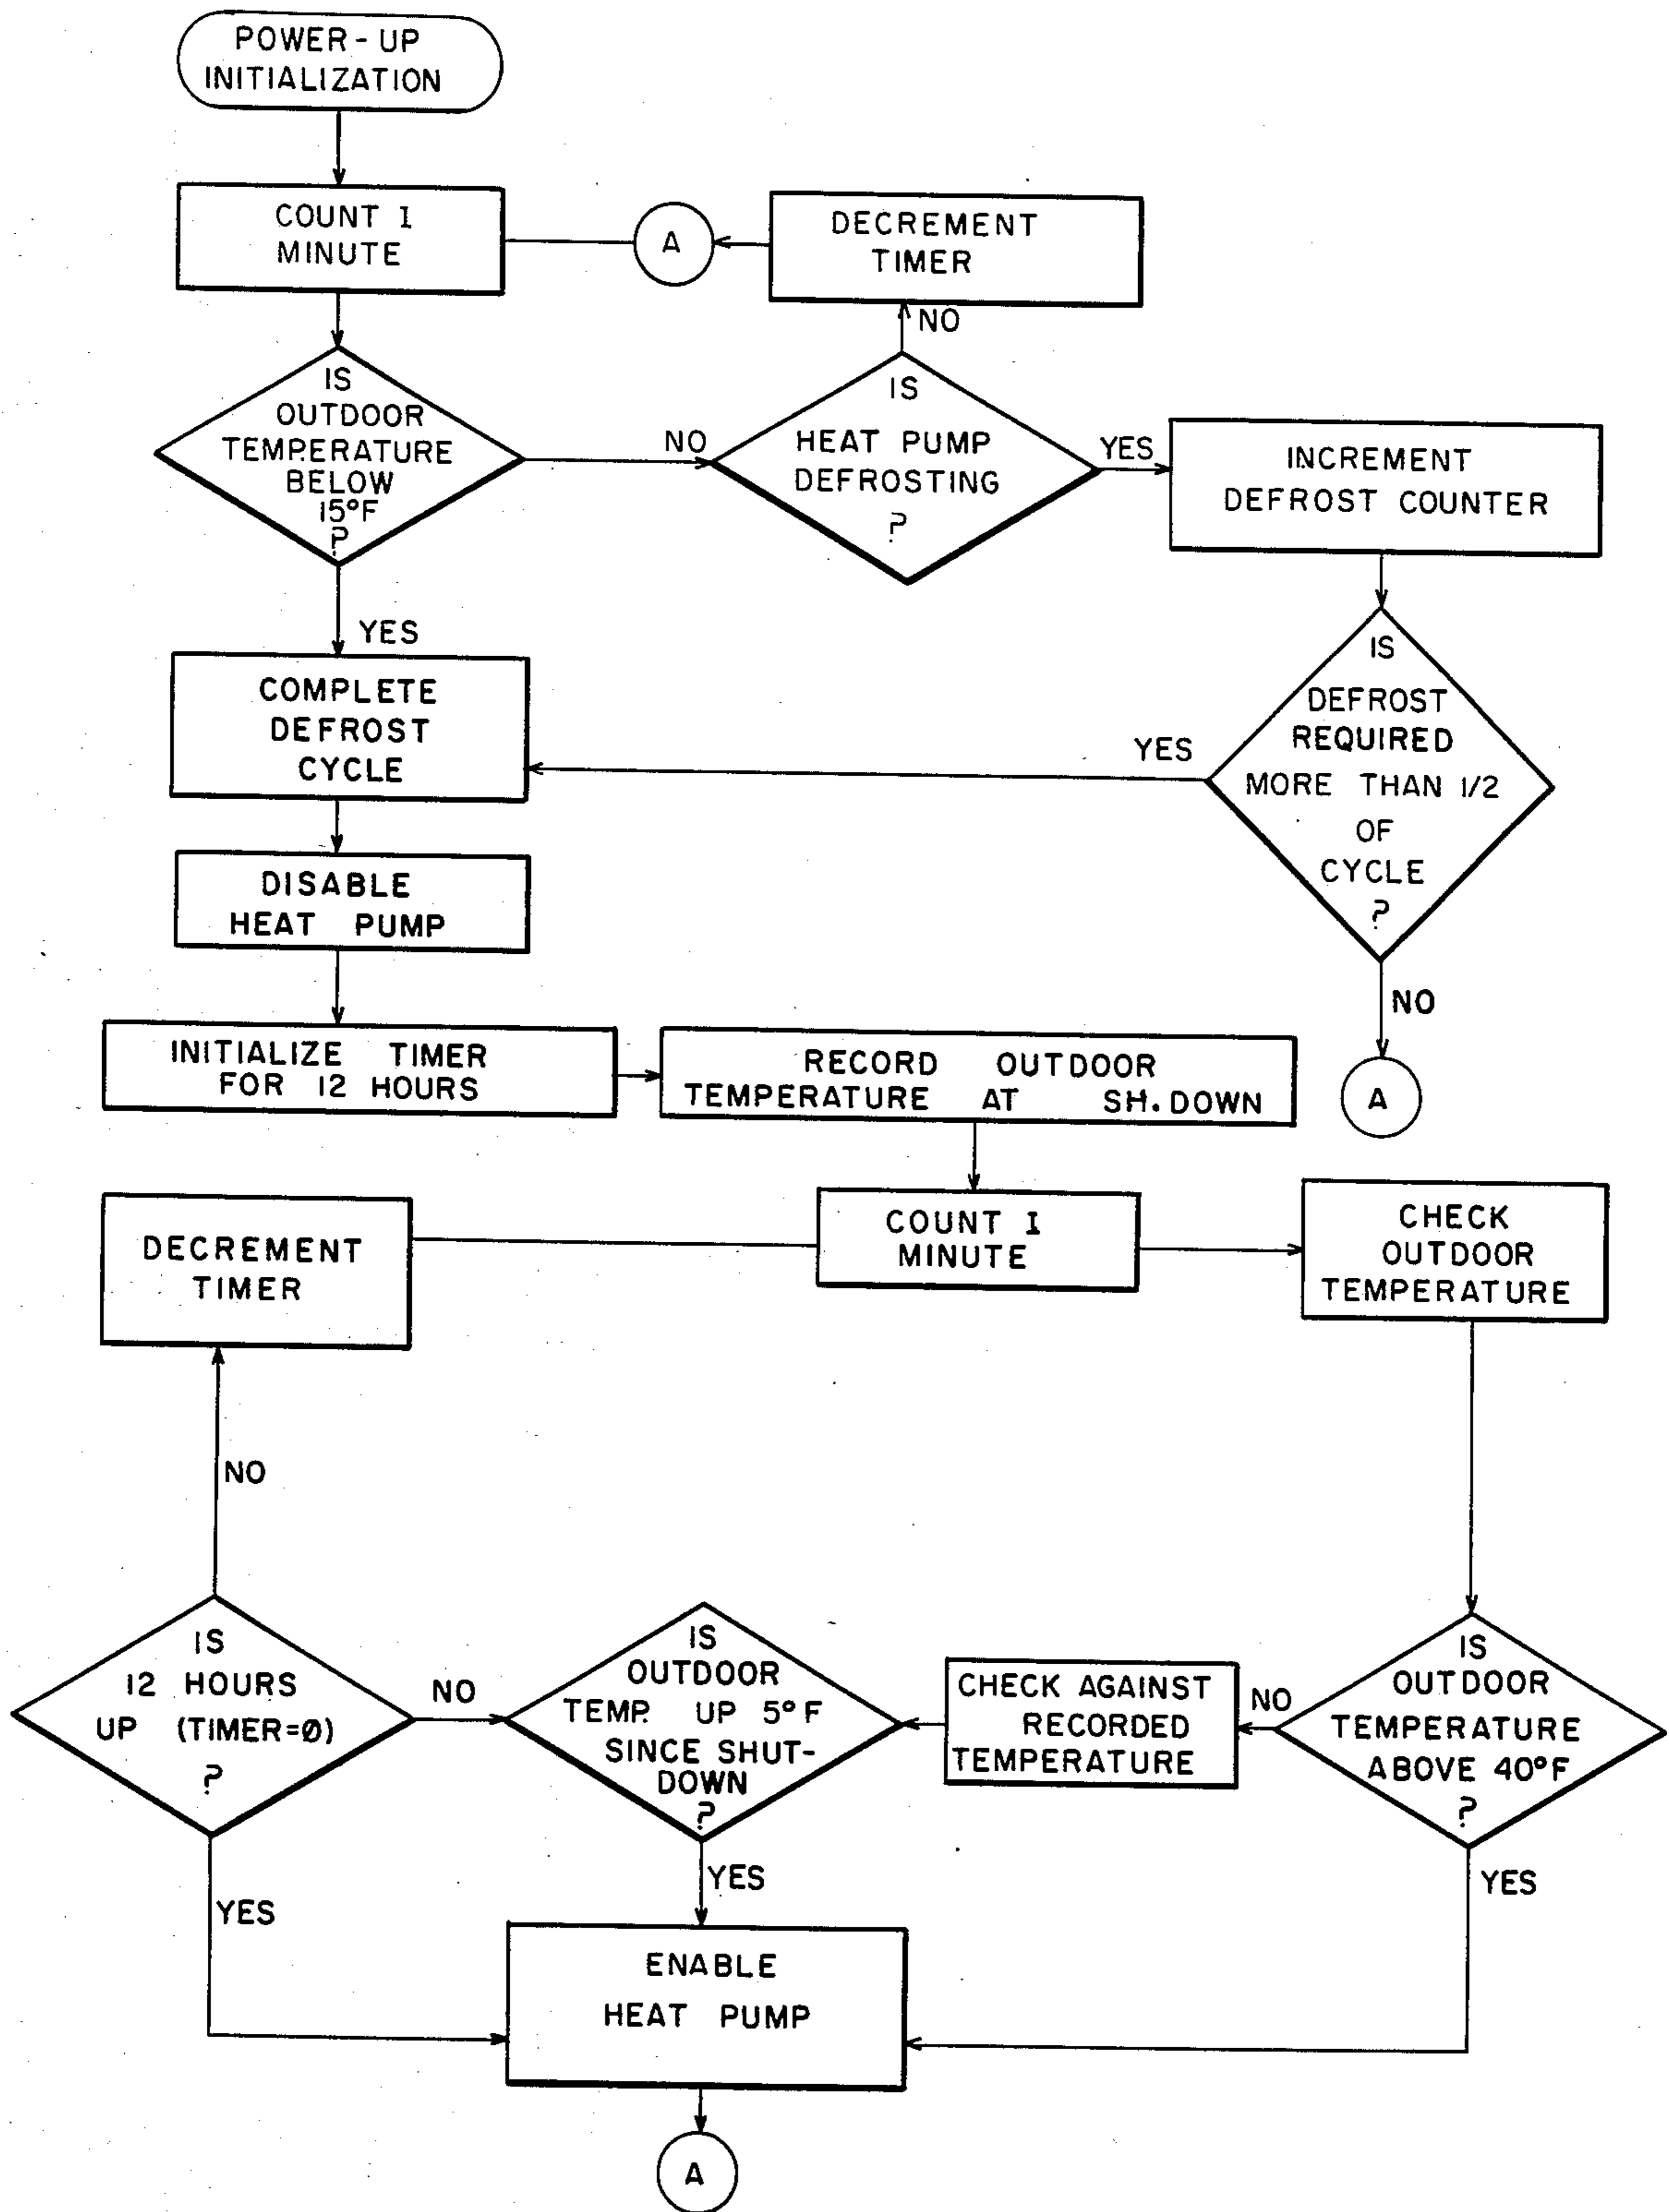 POWER-UP
INITIALIZATION
COUNT 1
MINUTE
A
DECREMENT
TIMER
NO
IS
OUTDOOR
TEMPERATURE
BELOW
15°F
?
NO
IS
HEAT PUMP
DEFROSTING
?
YES
INCREMENT
DEFROST COUNTER
YES
COMPLETE
DEFROST
CYCLE
YES
IS
DEFROST
REQUIRED
MORE THAN 1/2
OF
CYCLE
?
DISABLE
HEAT PUMP
NO
A
INITIALIZE TIMER
FOR 12 HOURS
RECORD OUTDOOR
TEMPERATURE AT SH.DOWN
DECREMENT
TIMER
COUNT 1
MINUTE
CHECK
OUTDOOR
TEMPERATURE
NO
IS
12 HOURS
UP (TIMER=0)
?
NO
IS
OUTDOOR
TEMP. UP 5°F
SINCE SHUT-
DOWN
?
CHECK AGAINST
RECORDED
TEMPERATURE
NO
IS
OUTDOOR
TEMPERATURE
ABOVE 40°F
?
YES
YES
YES
ENABLE
HEAT PUMP
A